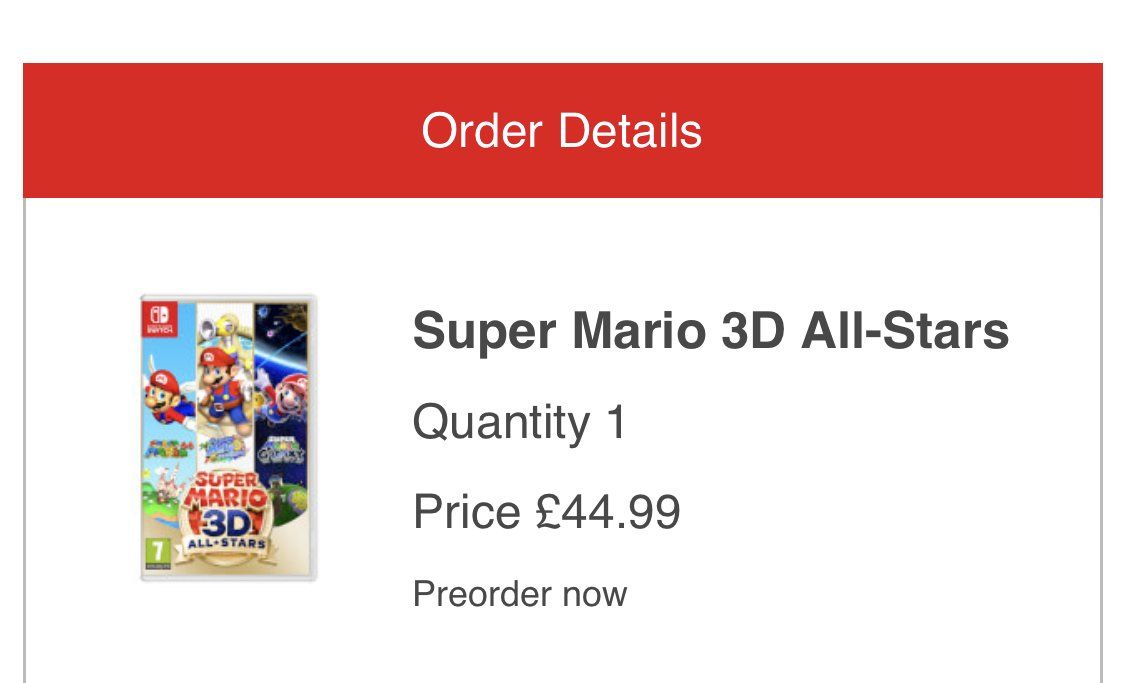 Order Details
Super Mario 3D All-Stars
Quantity 1
Price £44.99
Preorder now
SUPER
MARIO
3D
ALL-STARS
7